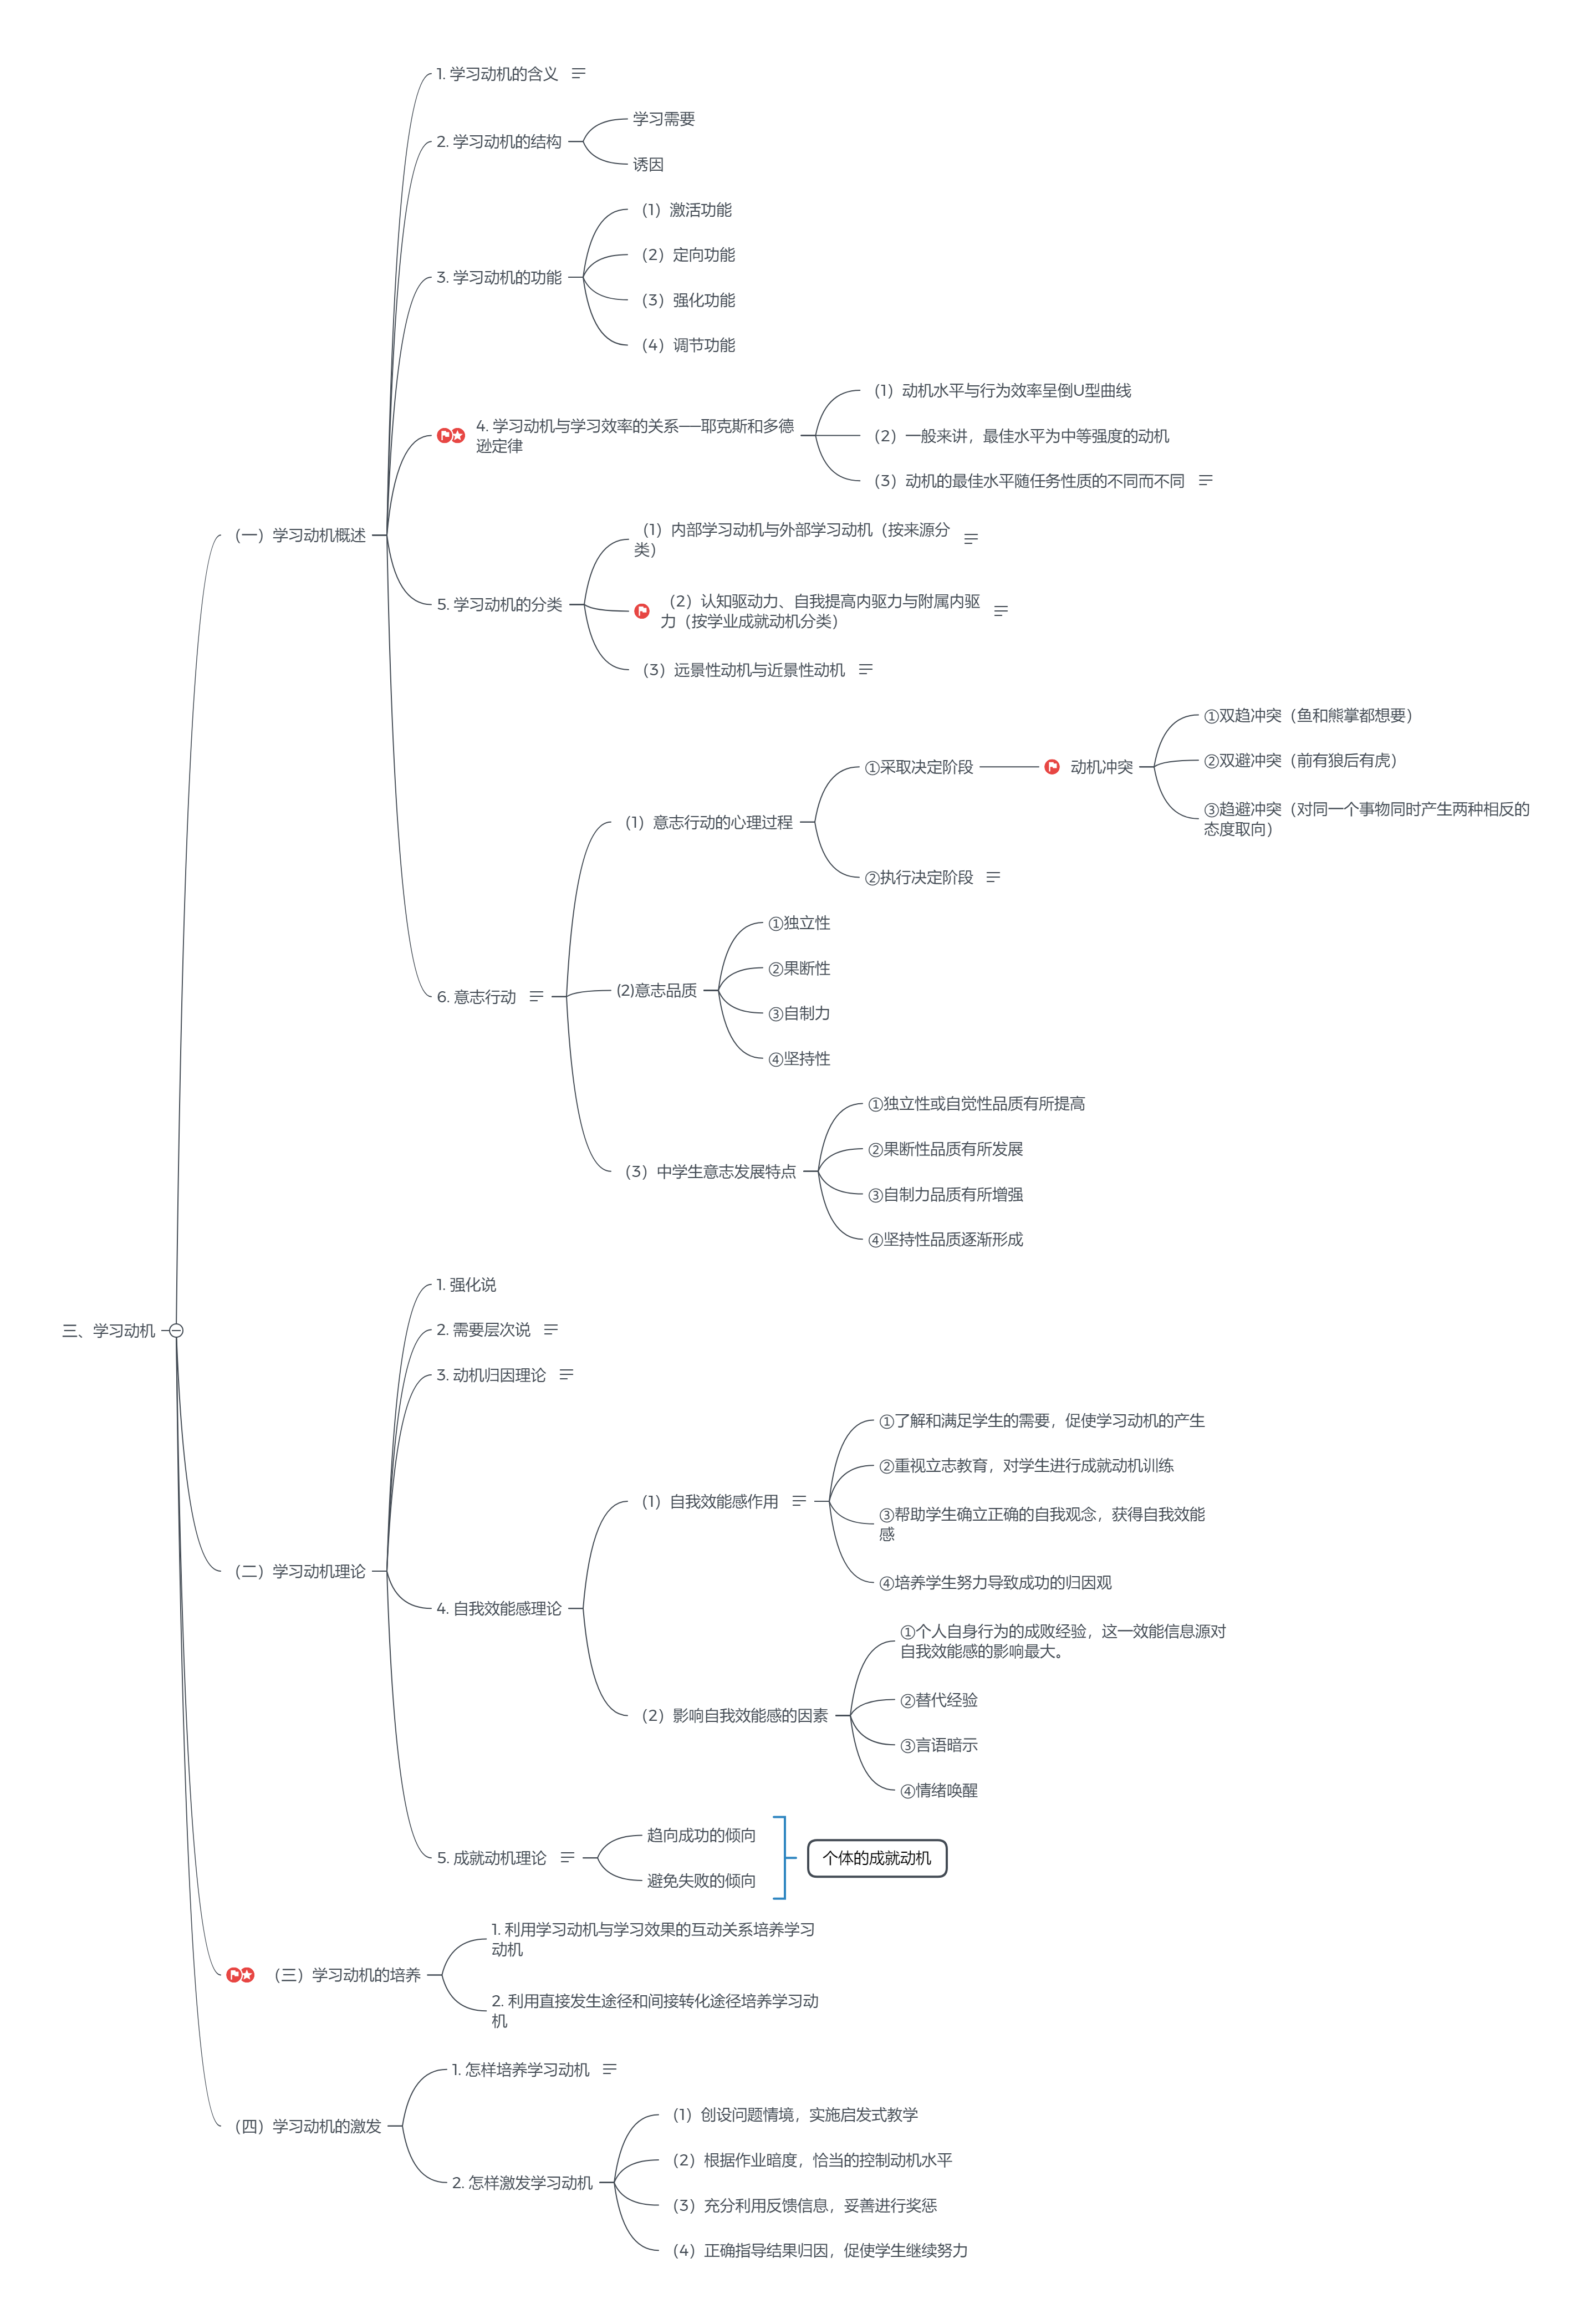 1. 学习动机的含义
学习需要
2. 学习动机的结构
诱因
（1）激活功能
（2）定向功能
3. 学习动机的功能
（3）强化功能
（4）调节功能
（1）动机水平与行为效率呈倒U型曲线
4. 学习动机与学习效率的关系——耶克斯和多德
逊定律
（2）一般来讲，最佳水平为中等强度的动机
（3）动机的最佳水平随任务性质的不同而不同
（一）学习动机概述
（1）内部学习动机与外部学习动机（按来源分
类）
5. 学习动机的分类
（2）认知驱动力、自我提高内驱力与附属内驱
力（按学业成就动机分类）
（3）远景性动机与近景性动机
①双趋冲突（鱼和熊掌都想要）
①采取决定阶段
动机冲突
②双避冲突（前有狼后有虎）
③趋避冲突（对同一个事物同时产生两种相反的
态度取向）
（1）意志行动的心理过程
②执行决定阶段
①独立性
②果断性
6. 意志行动
(2)意志品质
③自制力
④坚持性
①独立性或自觉性品质有所提高
②果断性品质有所发展
（3）中学生意志发展特点
③自制力品质有所增强
④坚持性品质逐渐形成
三、学习动机
1. 强化说
2. 需要层次说
3. 动机归因理论
①了解和满足学生的需要，促使学习动机的产生
②重视立志教育，对学生进行成就动机训练
（1）自我效能感作用
③帮助学生确立正确的自我观念，获得自我效能
感
④培养学生努力导致成功的归因观
（二）学习动机理论
4. 自我效能感理论
①个人自身行为的成败经验，这一效能信息源对
自我效能感的影响最大。
②替代经验
（2）影响自我效能感的因素
③言语暗示
④情绪唤醒
趋向成功的倾向
5. 成就动机理论
个体的成就动机
避免失败的倾向
1. 利用学习动机与学习效果的互动关系培养学习
动机
（三）学习动机的培养
2. 利用直接发生途径和间接转化途径培养学习动
机
1. 怎样培养学习动机
（四）学习动机的激发
（1）创设问题情境，实施启发式教学
（2）根据作业暗度，恰当的控制动机水平
2. 怎样激发学习动机
（3）充分利用反馈信息，妥善进行奖惩
（4）正确指导结果归因，促使学生继续努力